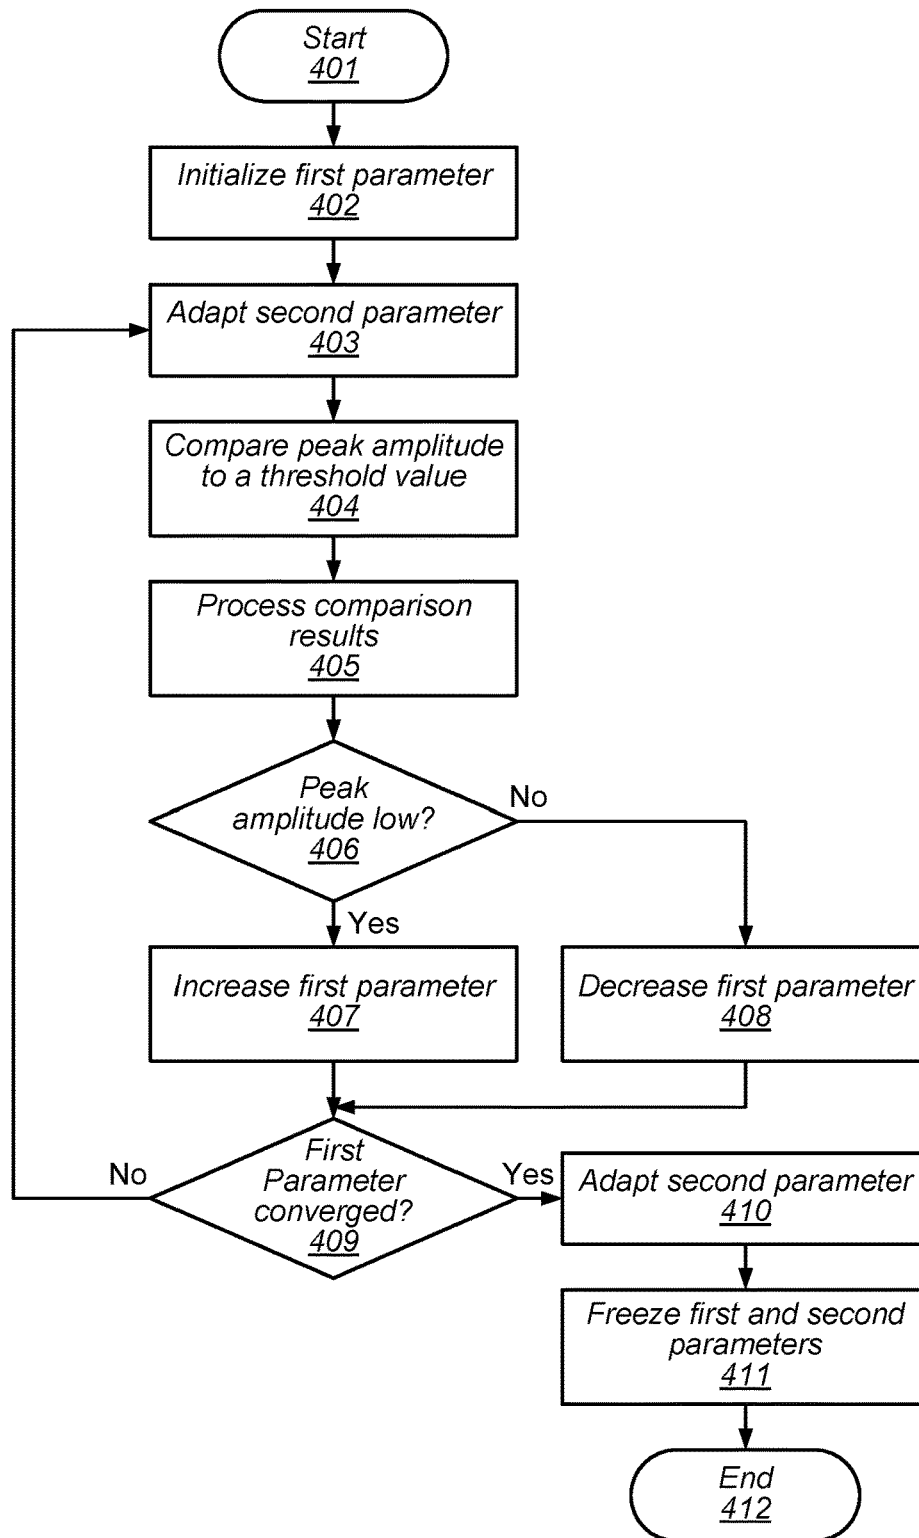 Start
401
Initialize first parameter
402
Adapt second parameter
403
Compare peak amplitude
to a threshold value
404
Process comparison
results
405
Peak
amplitude low?
406
No
Yes
Increase first parameter
407
Decrease first parameter
408
First
Parameter
converged?
409
No
Yes
Adapt second parameter
410
Freeze first and second
parameters
411
End
412